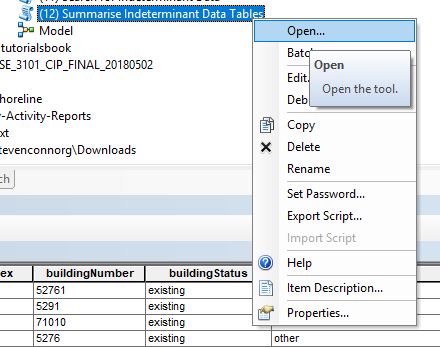 (12) Summarise Indeterminant Data Tables
Model
tutorialsbook
SE_3101_CIP_FINAL_20180502
horeline
-Activity-Reports
xt
tevenconnorg\Downloads
ch
Open...
Batc
Edit.
Deb
Open
Open the tool.
Copy
Delete
Rename
Set Password...
Export Script...
Import Script
Help
Item Description...
Properties...
ex buildingNumber buildingStatus
52761 existing
5291 existing
71010 existing
5276 existing other